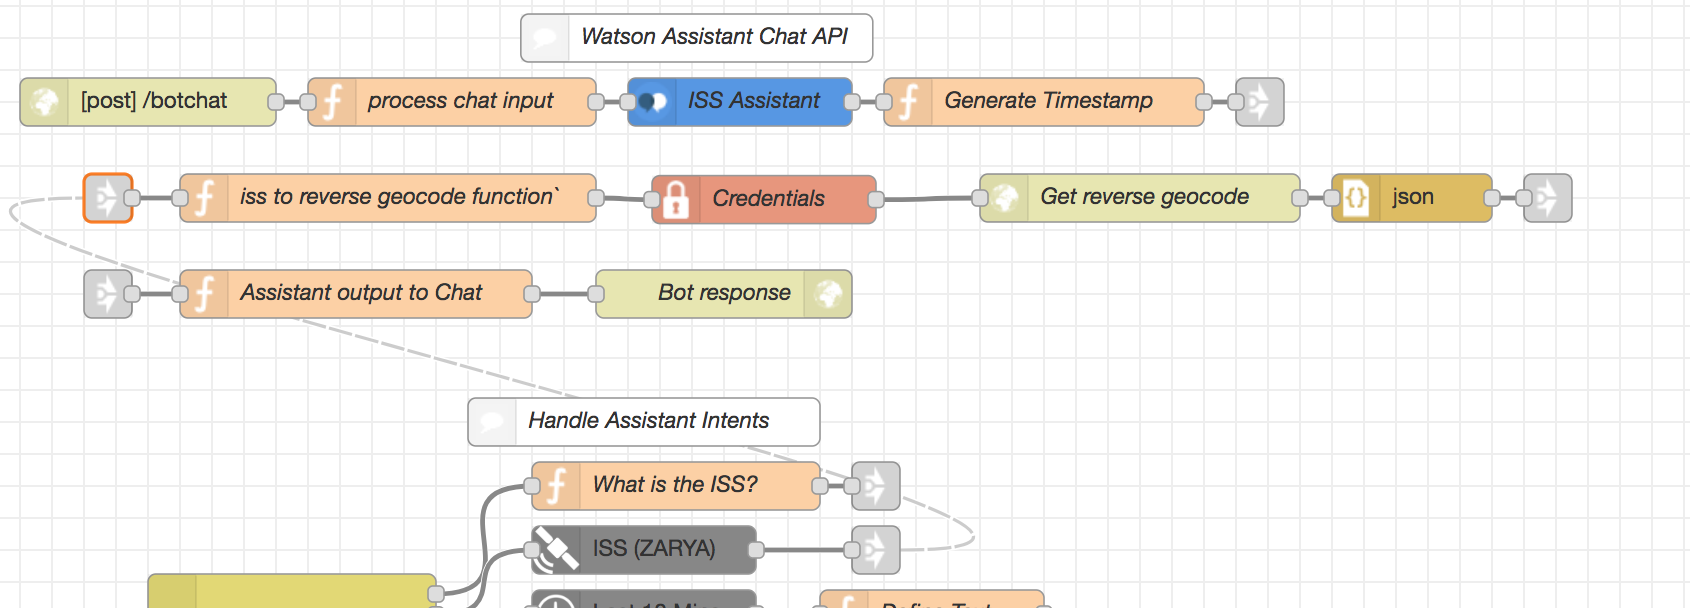 Watson Assistant Chat API
[post] /botchat
process chat input
ISS Assistant
Generate Timestamp
iss to reverse geocode function`
Credentials
Get reverse geocode
{} json
Assistant output to Chat
Bot response
Handle Assistant Intents
What is the ISS?
ISS (ZARYA)